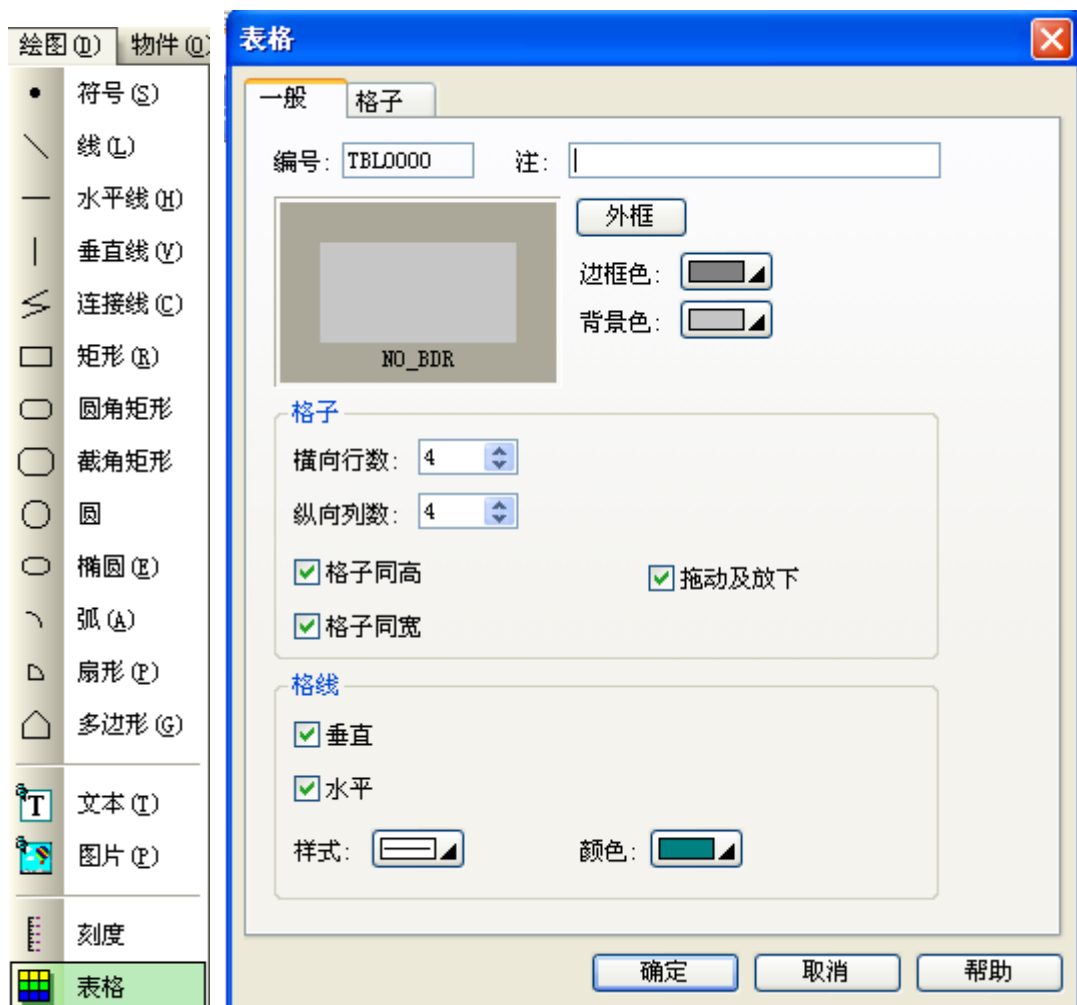 绘图(D) 物件(O)
符号(S)
线(L)
水平线(H)
垂直线(V)
连接线(C)
矩形(R)
圆角矩形
截角矩形
圆
椭圆(E)
弧(A)
扇形(P)
多边形(G)
文本(T)
图片(P)
刻度
表格
表格
一般 格子
编号: TBL0000 注:
外框
边框色:
背景色:
NO_BDR
格子
横向行数: 4
纵向列数: 4
格子同高 拖动及放下
格子同宽
格线
垂直
水平
样式: 颜色:
确定 取消 帮助